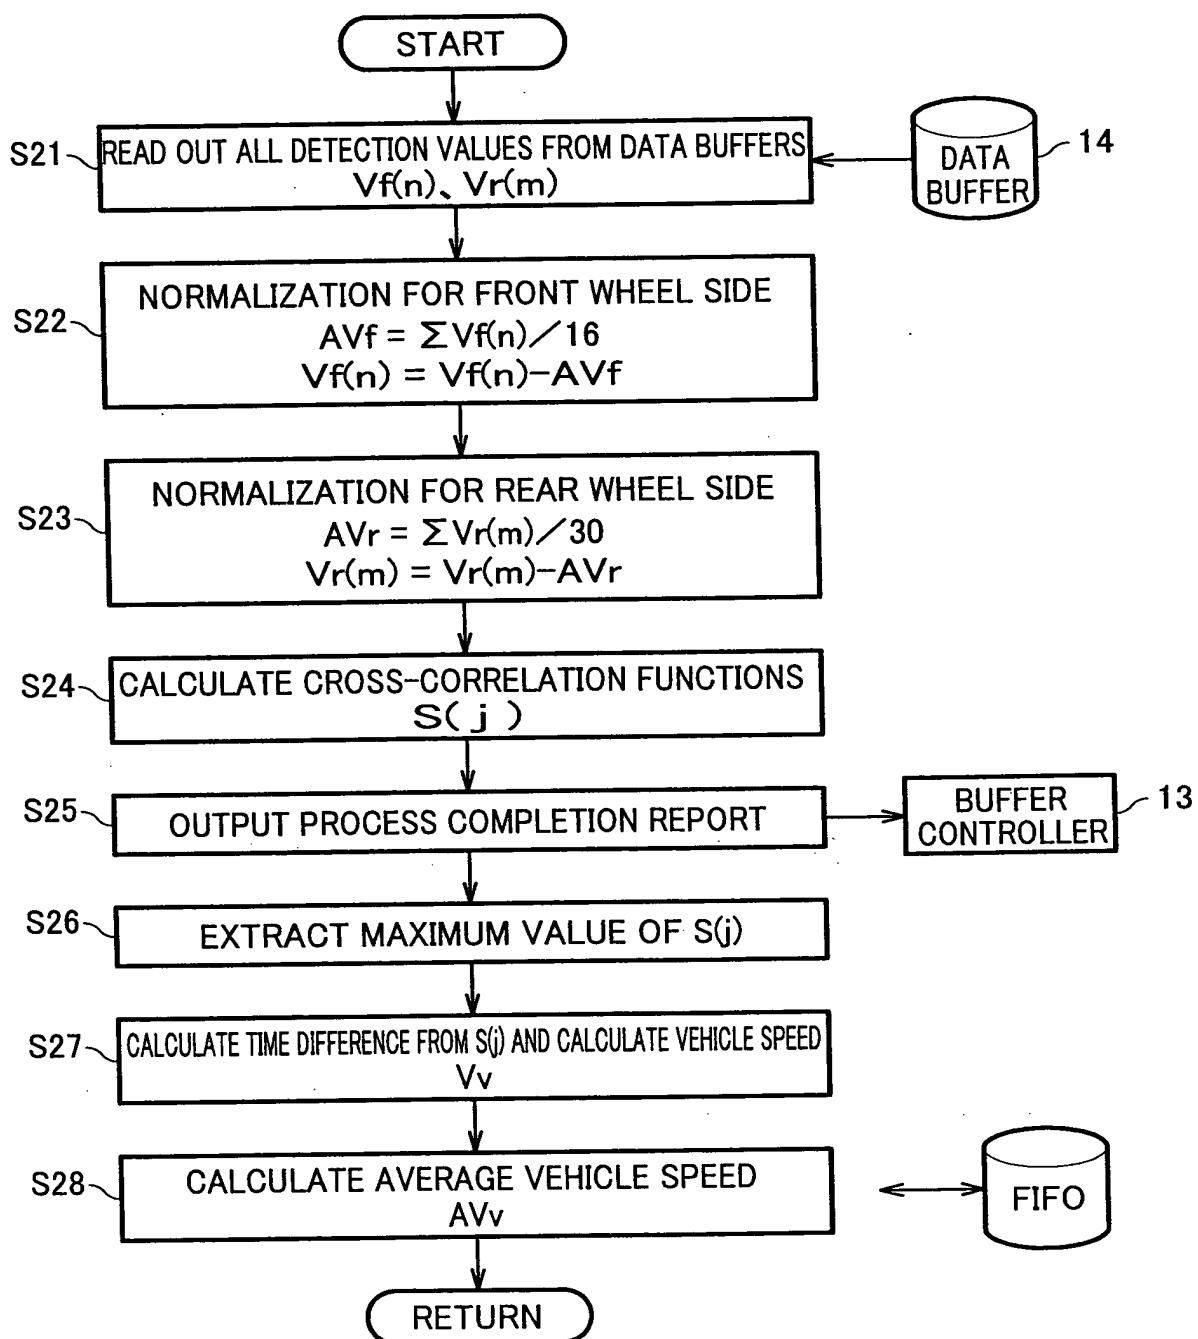 START
S21
READ OUT ALL DETECTION VALUES FROM DATA BUFFERS
Vf(n)、Vr(m)
DATA
BUFFER
14
S22
NORMALIZATION FOR FRONT WHEEL SIDE
AVf = ΣVf(n)／16
Vf(n) = Vf(n)-AVf
S23
NORMALIZATION FOR REAR WHEEL SIDE
AVr = ΣVr(m)／30
Vr(m) = Vr(m)-AVr
S24
CALCULATE CROSS-CORRELATION FUNCTIONS
S( j )
S25
OUTPUT PROCESS COMPLETION REPORT
BUFFER
CONTROLLER
13
S26
EXTRACT MAXIMUM VALUE OF S(j)
S27
CALCULATE TIME DIFFERENCE FROM S(j) AND CALCULATE VEHICLE SPEED
Vv
S28
CALCULATE AVERAGE VEHICLE SPEED
AVv
FIFO
RETURN